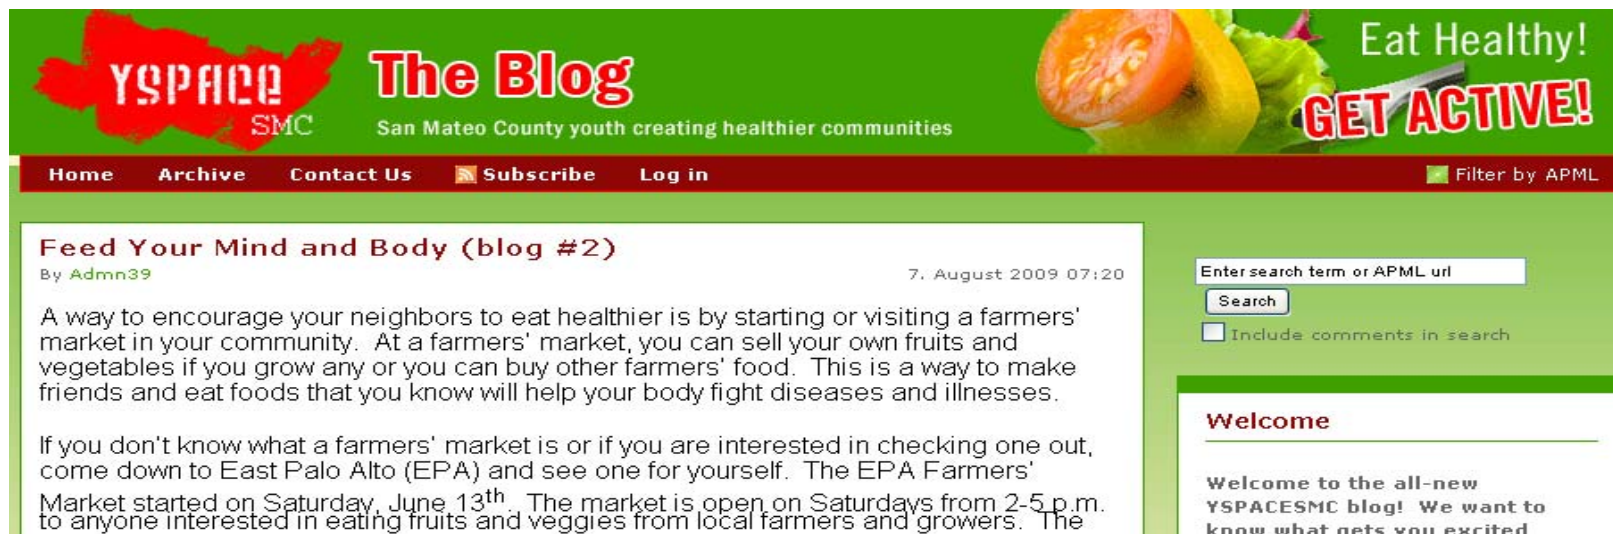 YSPACE
SMC
The Blog
San Mateo County youth creating healthier communities
Eat Healthy!
GET ACTIVE!
Home Archive Contact Us Subscribe Log in Filter by APML
Feed Your Mind and Body (blog #2)
By Admn39 7. August 2009 07:20
A way to encourage your neighbors to eat healthier is by starting or visiting a farmers'
market in your community.  At a farmers' market, you can sell your own fruits and
vegetables if you grow any or you can buy other farmers' food.  This is a way to make
friends and eat foods that you know will help your body fight diseases and illnesses.
If you don't know what a farmers' market is or if you are interested in checking one out,
come down to East Palo Alto (EPA) and see one for yourself.  The EPA Farmers'
Market started on Saturday, June 13th.  The market is open on Saturdays from 2-5 p.m.
to anyone interested in eating fruits and veggies from local farmers and growers.  The
Enter search term or APML url
Search
Include comments in search
Welcome
Welcome to the all-new
YSPACESMC blog!  We want to
know what gets you excited